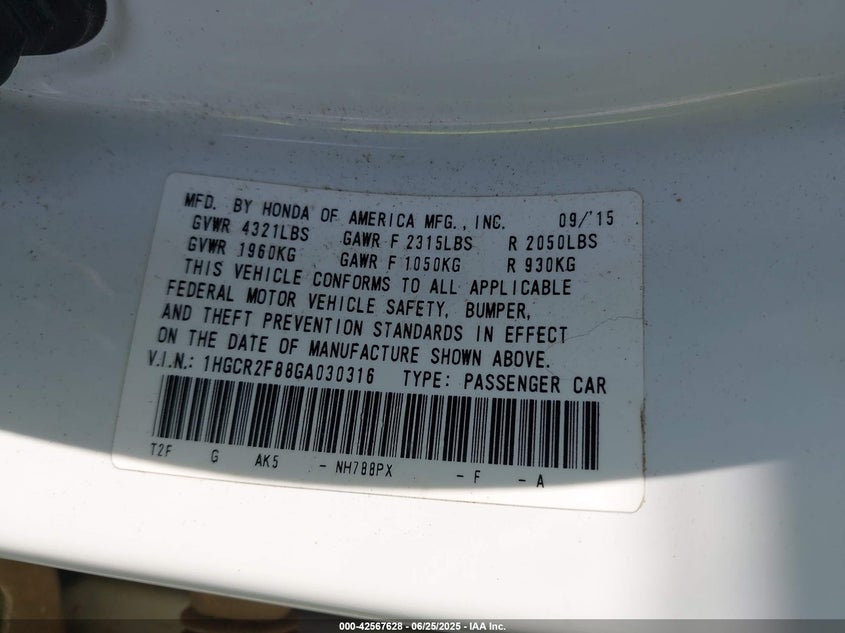 MFD. BY HONDA OF AMERICA MFG., INC. 09/'15
GVWR 4321LBS GAWR F 2315LBS R 2050LBS
GVWR 1960KG GAWR F 1050KG R 930KG
THIS VEHICLE CONFORMS TO ALL APPLICABLE
FEDERAL MOTOR VEHICLE SAFETY, BUMPER,
AND THEFT PREVENTION STANDARDS IN EFFECT
ON THE DATE OF MANUFACTURE SHOWN ABOVE.
V.I.N.: 1HGCR2F88GA030316 TYPE: PASSENGER CAR
T2F G AK5 - NH788PX - F - A
000-42567628 - 06/25/2025 - IAA Inc.